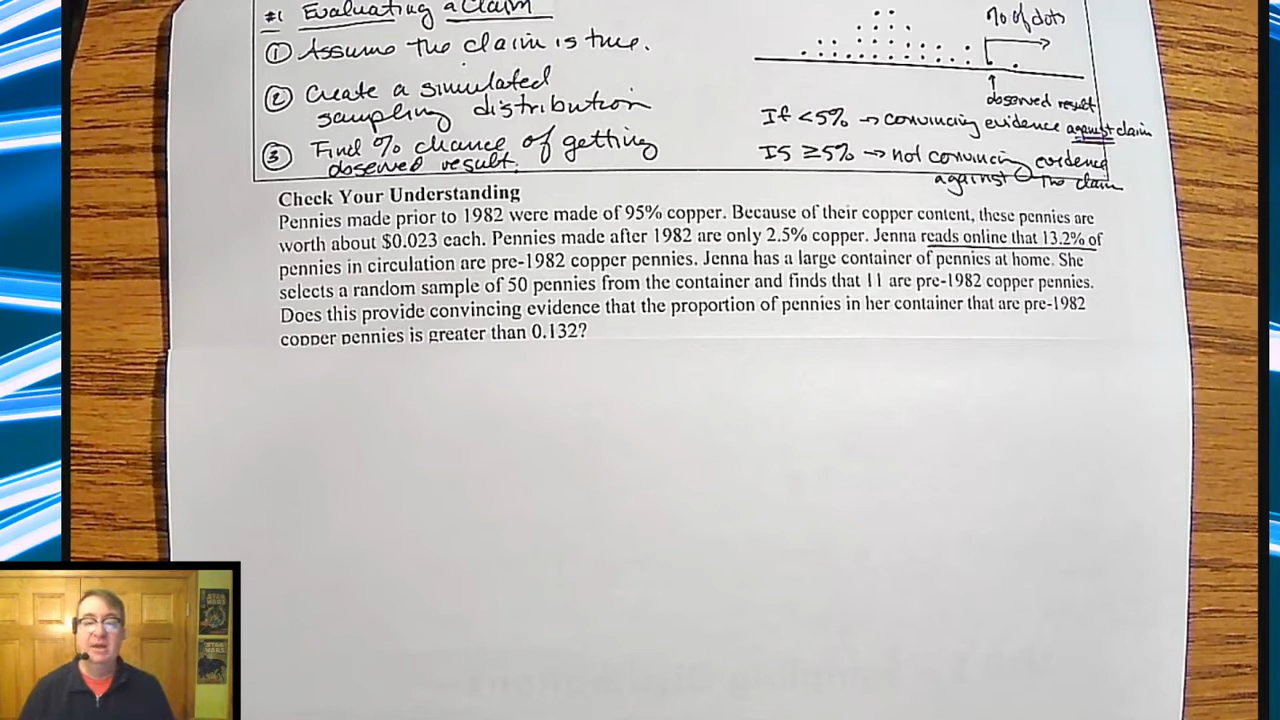 #1 Evaluating a Claim
① Assume the claim is true.
② Create a simulated
sampling distribution
③ Find % chance of getting
observed result.
% of dots
observed result
If <5% → convincing evidence against claim
If ≥5% → not convincing evidence
against the claim
Check Your Understanding
Pennies made prior to 1982 were made of 95% copper. Because of their copper content, these pennies are
worth about $0.023 each. Pennies made after 1982 are only 2.5% copper. Jenna reads online that 13.2% of
pennies in circulation are pre-1982 copper pennies. Jenna has a large container of pennies at home. She
selects a random sample of 50 pennies from the container and finds that 11 are pre-1982 copper pennies.
Does this provide convincing evidence that the proportion of pennies in her container that are pre-1982
copper pennies is greater than 0.132?
STAR
WARS
STAR
WARS